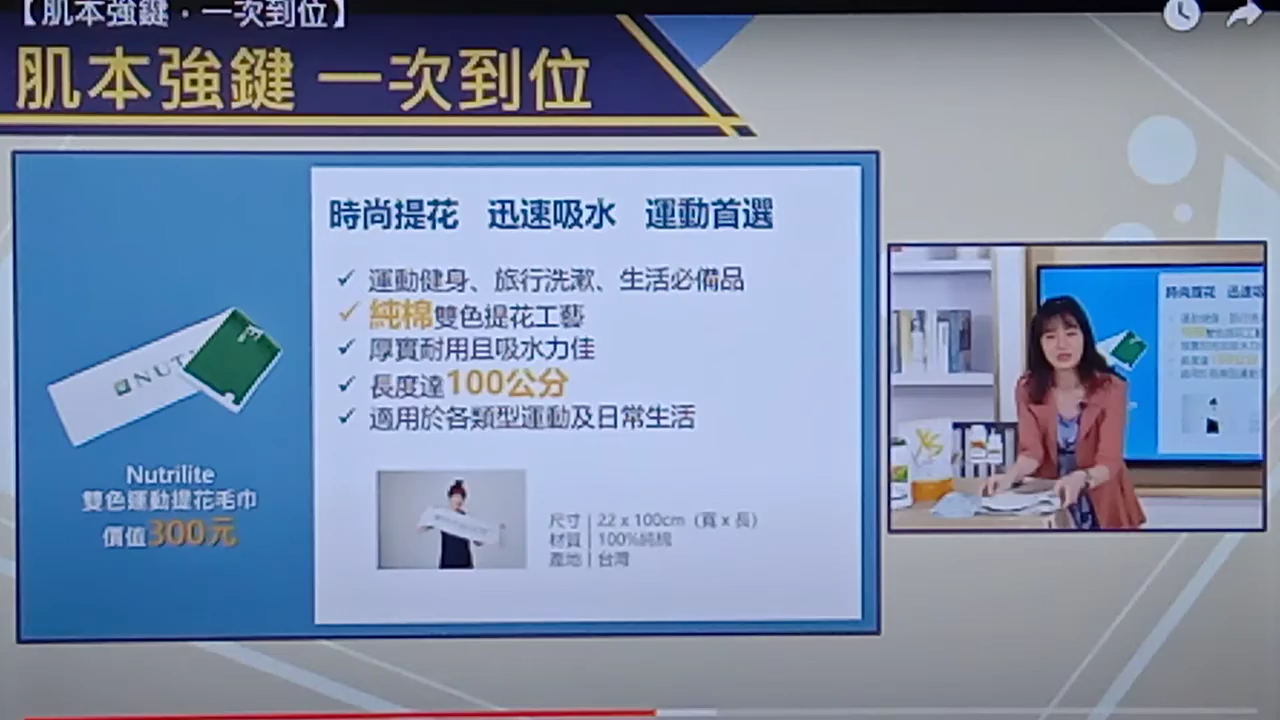 【肌本強鍵．一次到位】
肌本強鍵 一次到位
時尚提花 迅速吸水 運動首選
✓ 運動健身、旅行洗漱、生活必備品
✓ 純棉雙色提花工藝
✓ 厚實耐用且吸水力佳
✓ 長度達100公分
✓ 適用於各類型運動及日常生活
NUT
Nutrilite
雙色運動提花毛巾
價值300元
尺寸 | 22 x 100cm（寬 x 長）
材質 | 100%純棉
產地 | 台灣
XS
時尚提花 迅速吸